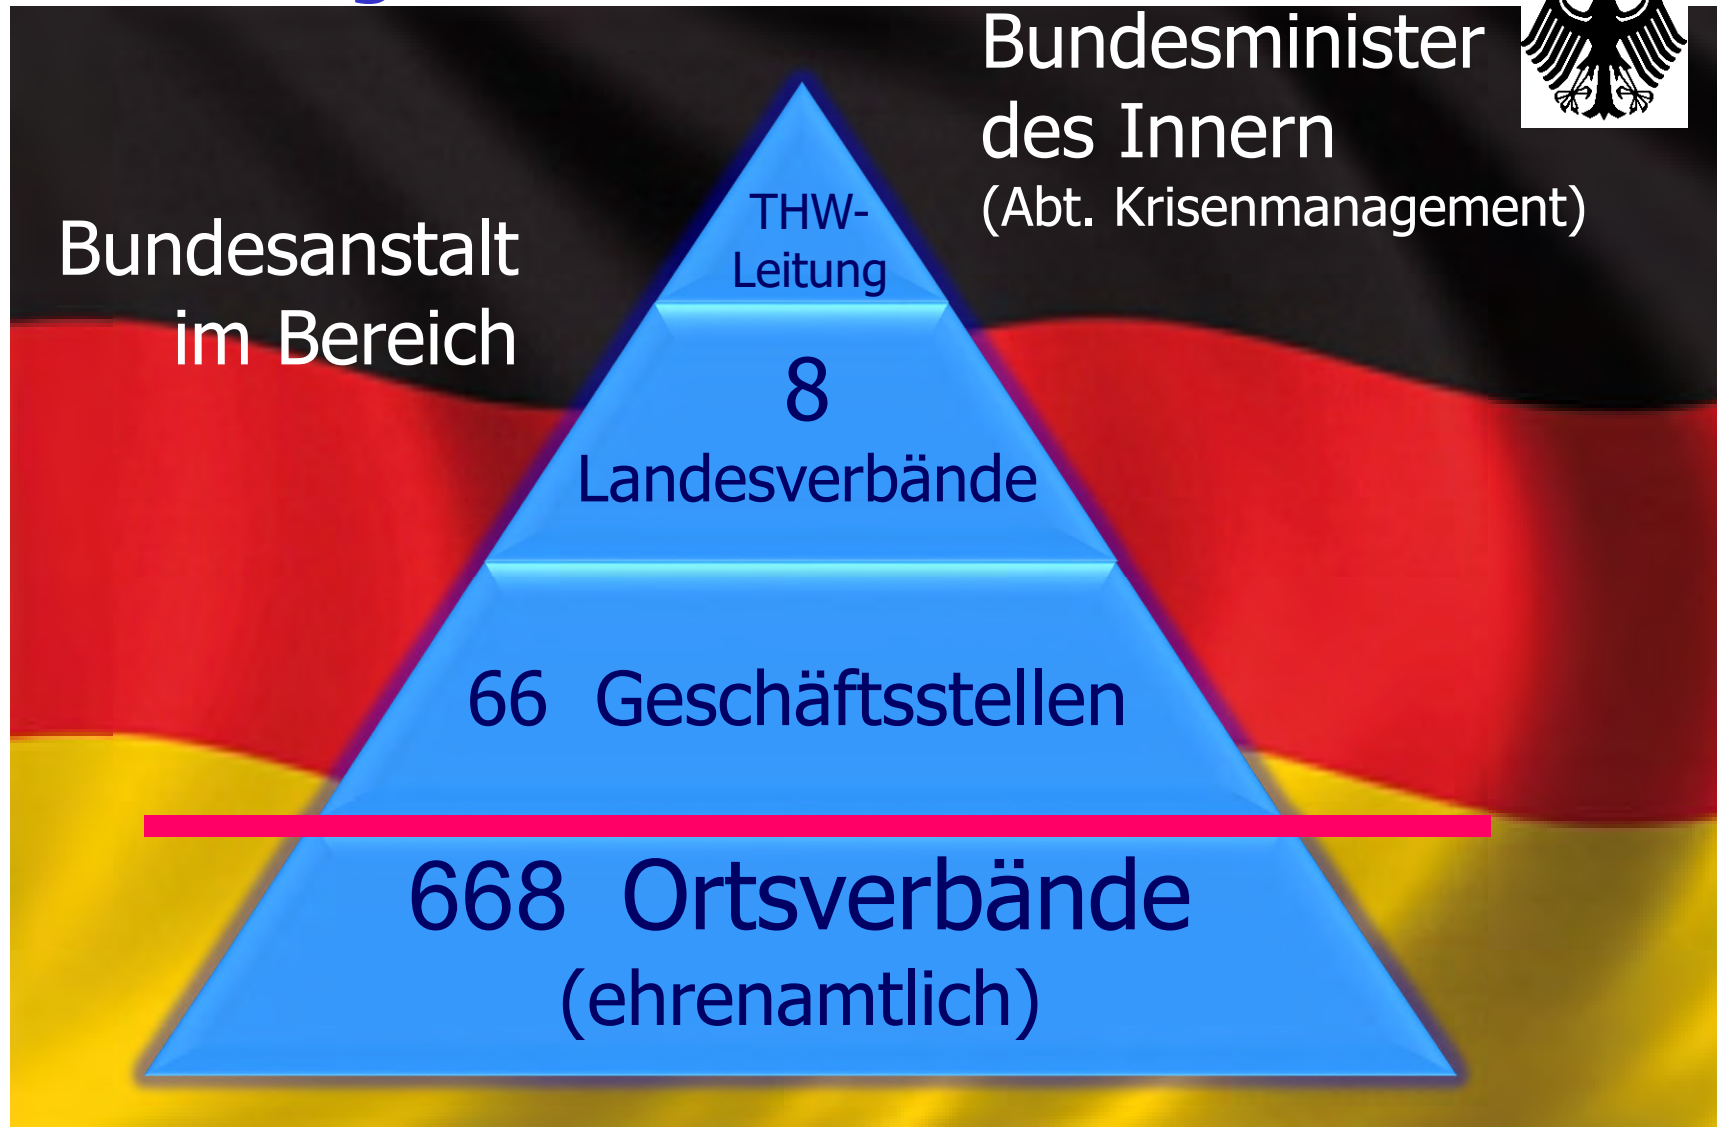 Bundesanstalt
im Bereich
Bundesminister
des Innern
(Abt. Krisenmanagement)
THW-
Leitung
8
Landesverbände
66 Geschäftsstellen
668 Ortsverbände
(ehrenamtlich)